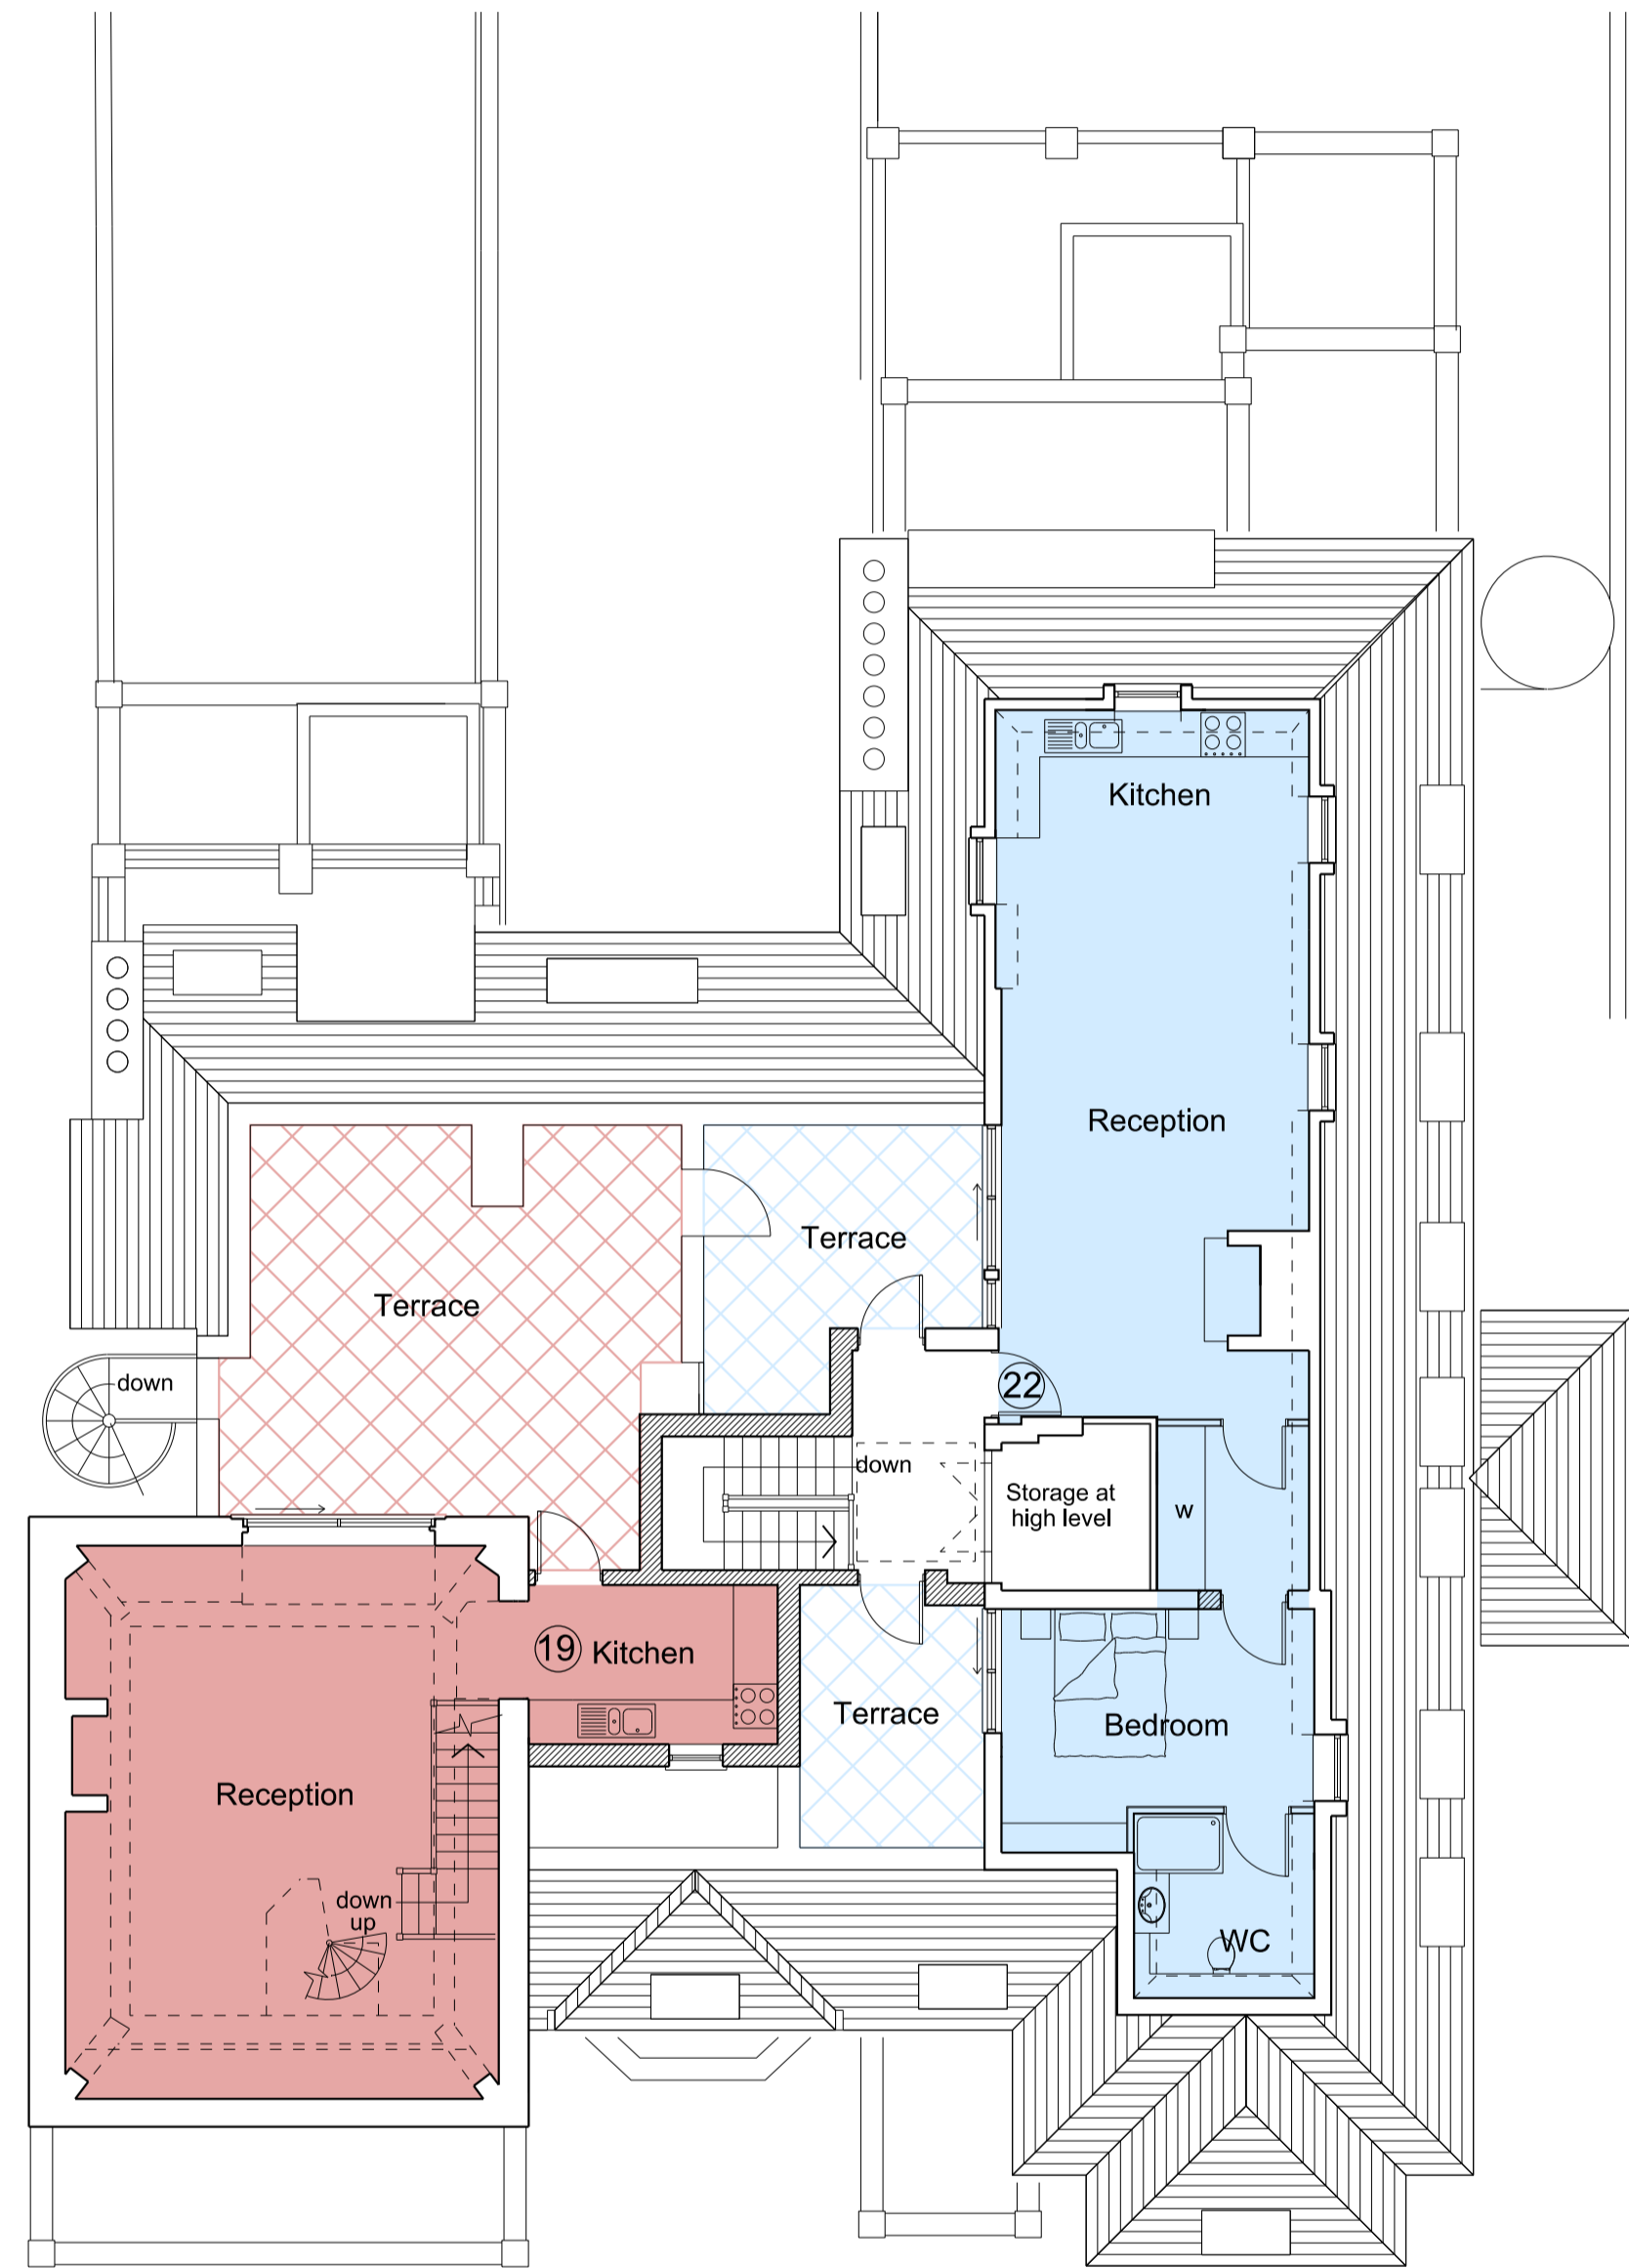 Kitchen
Reception
Terrace
Terrace
down
22
down
Storage at
high level
w
19 Kitchen
Terrace
Bedroom
Reception
down
up
WC